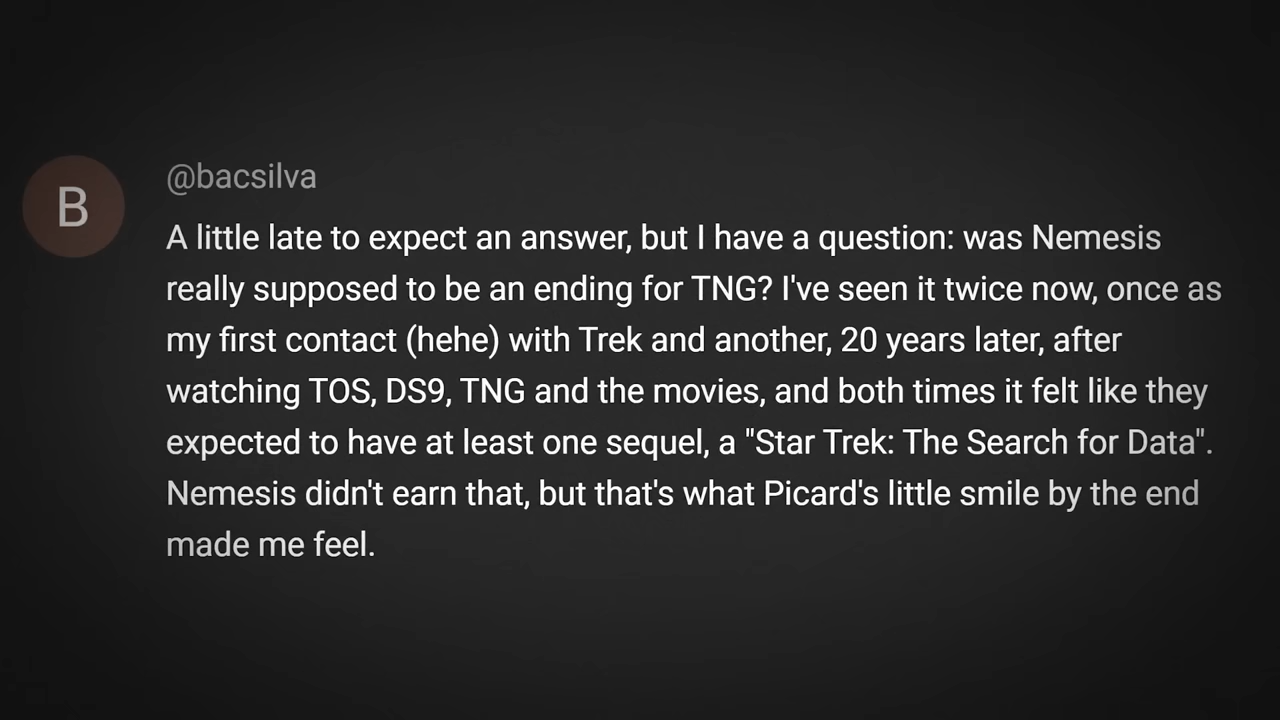 B
@bacsilva
A little late to expect an answer, but I have a question: was Nemesis
really supposed to be an ending for TNG? I've seen it twice now, once as
my first contact (hehe) with Trek and another, 20 years later, after
watching TOS, DS9, TNG and the movies, and both times it felt like they
expected to have at least one sequel, a "Star Trek: The Search for Data".
Nemesis didn't earn that, but that's what Picard's little smile by the end
made me feel.